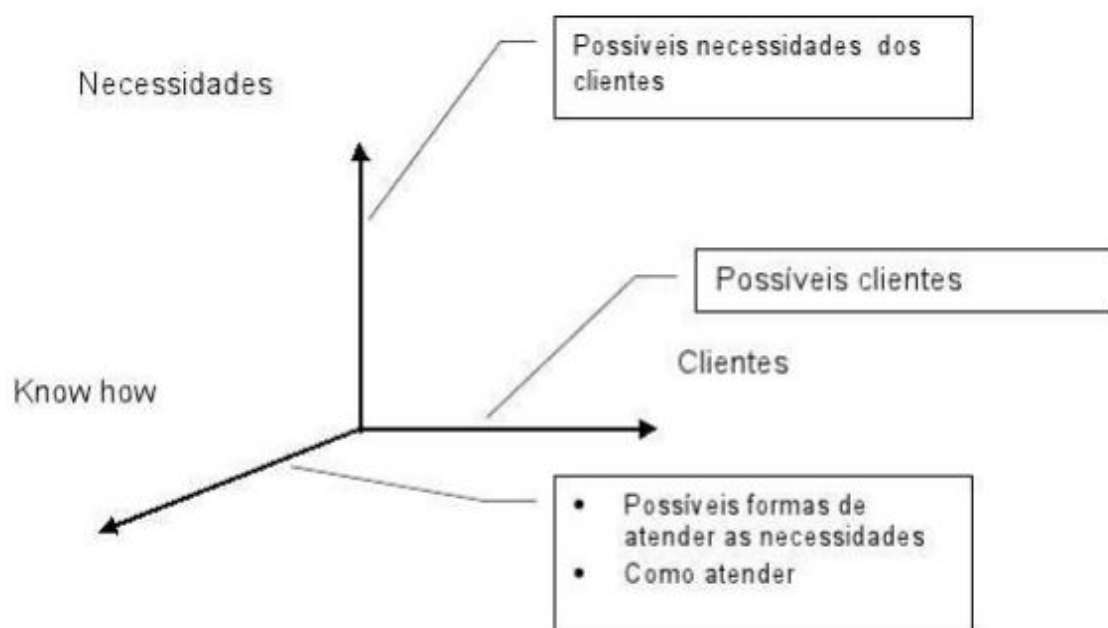 Possíveis necessidades dos
clientes
Necessidades
Possíveis clientes
Clientes
Know how
• Possíveis formas de
atender as necessidades
• Como atender